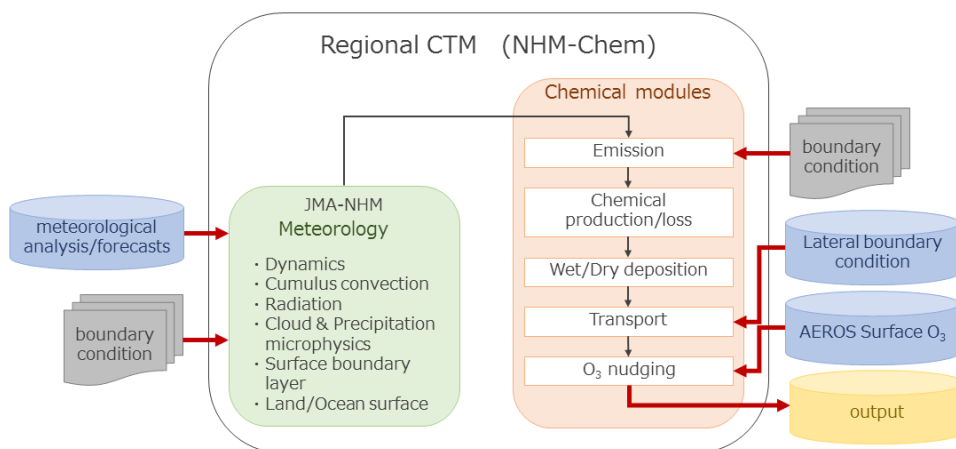 Regional CTM (NHM-Chem)
Chemical modules
Emission
Chemical
production/loss
Wet/Dry deposition
Transport
O₃ nudging
JMA-NHM
Meteorology
・Dynamics
・Cumulus convection
・Radiation
・Cloud & Precipitation
microphysics
・Surface boundary
layer
・Land/Ocean surface
meteorological
analysis/forecasts
boundary
condition
boundary
condition
Lateral boundary
condition
AEROS Surface O₃
output